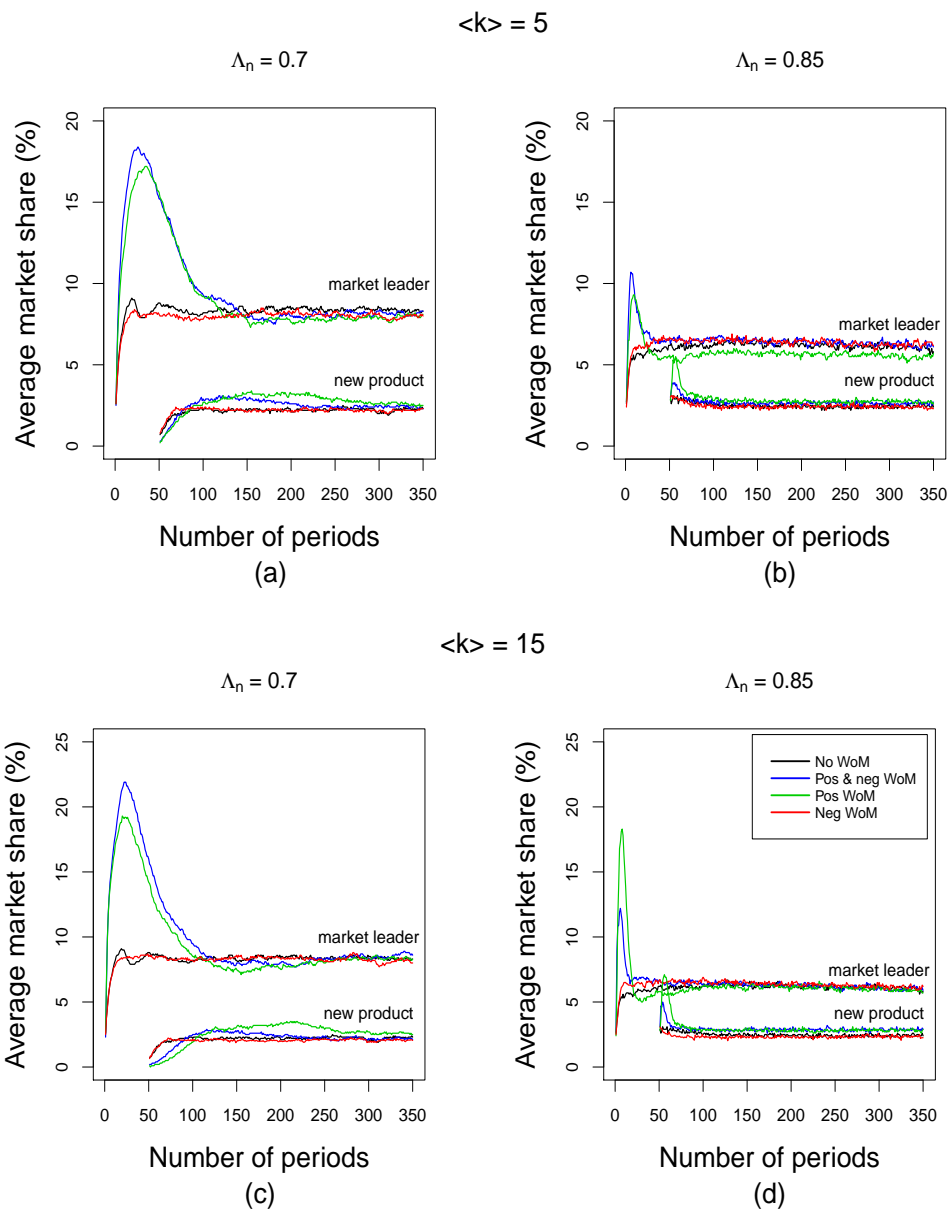 <k> = 5
Λn = 0.7
Λn = 0.85
Average market share (%)
20
15
10
5
0
market leader
new product
0 50 100 150 200 250 300 350
Number of periods
(a)
Average market share (%)
20
15
10
5
0
market leader
new product
0 50 100 150 200 250 300 350
Number of periods
(b)
<k> = 15
Λn = 0.7
Λn = 0.85
Average market share (%)
25
20
15
10
5
0
market leader
new product
0 50 100 150 200 250 300 350
Number of periods
(c)
Average market share (%)
25
20
15
10
5
0
No WoM
Pos & neg WoM
Pos WoM
Neg WoM
market leader
new product
0 50 100 150 200 250 300 350
Number of periods
(d)